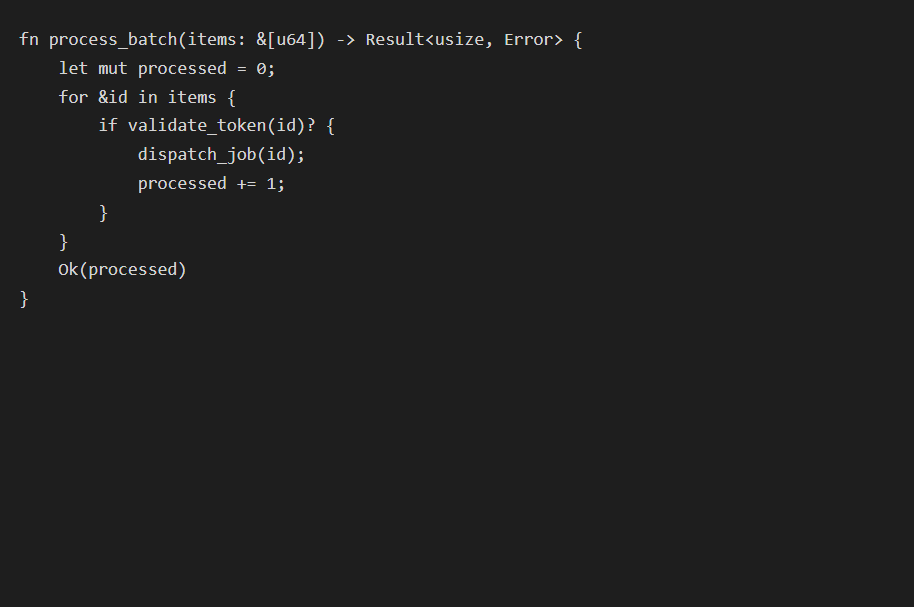 fn process_batch(items: &[u64]) -> Result<usize, Error> {
    let mut processed = 0;
    for &id in items {
        if validate_token(id)? {
            dispatch_job(id);
            processed += 1;
        }
    }
    Ok(processed)
}